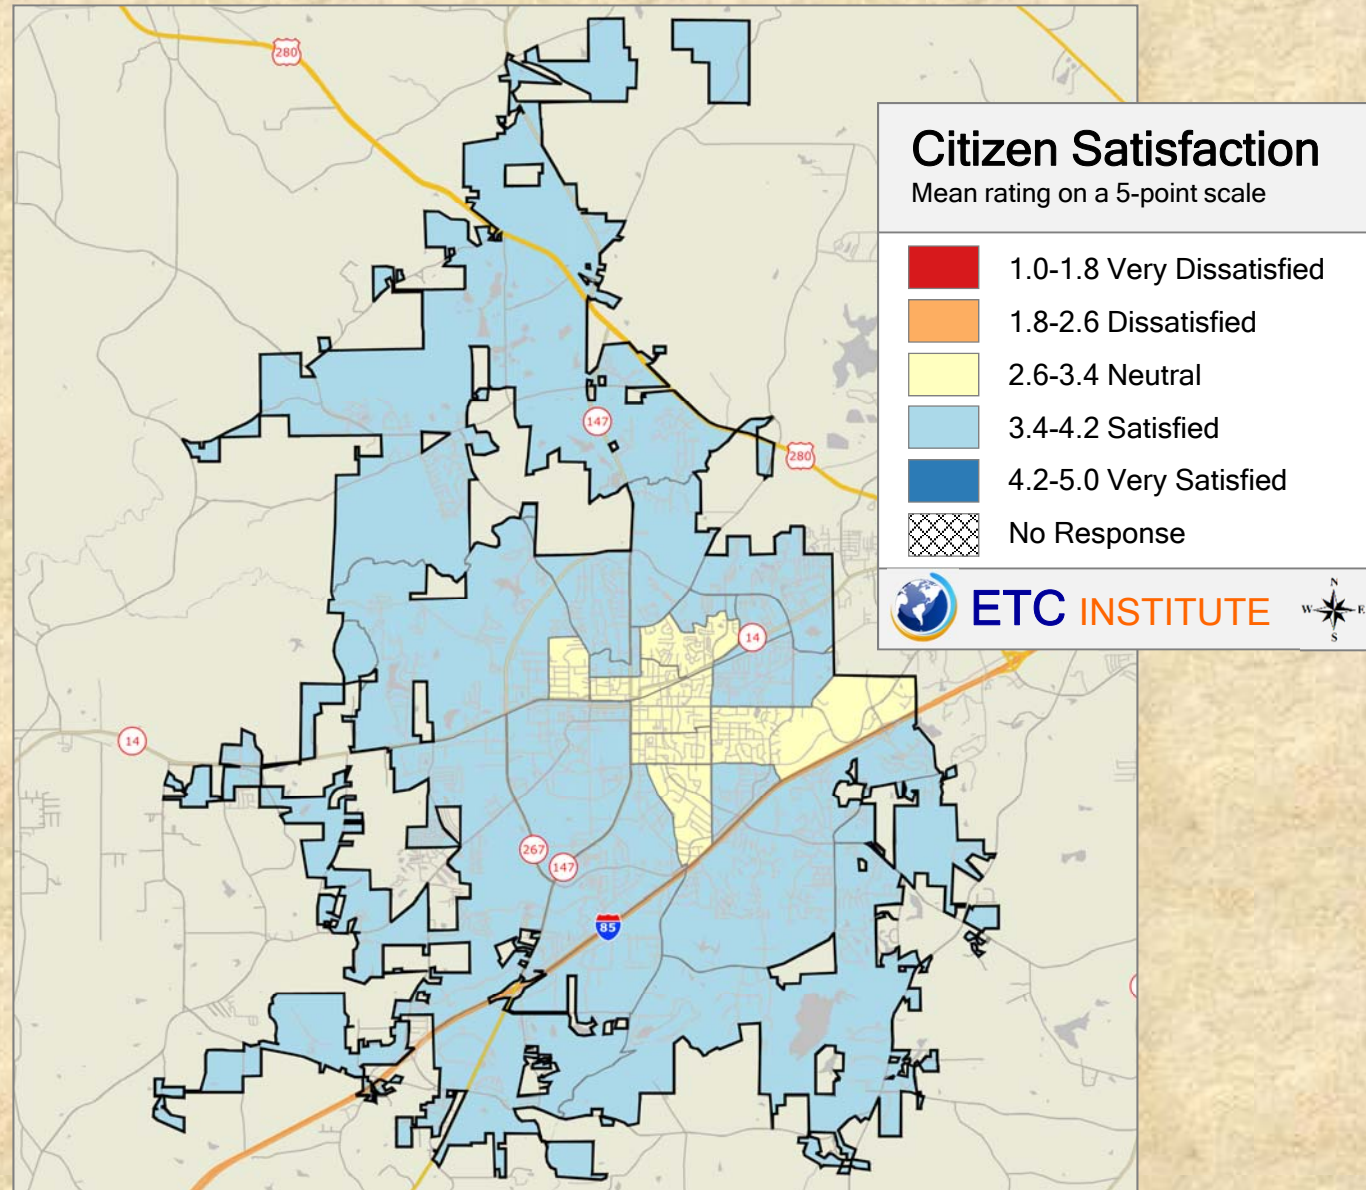 280
Citizen Satisfaction
Mean rating on a 5-point scale
1.0-1.8 Very Dissatisfied
1.8-2.6 Dissatisfied
2.6-3.4 Neutral
3.4-4.2 Satisfied
4.2-5.0 Very Satisfied
No Response
ETC INSTITUTE
N
W E
S
147
280
14
14
267
147
85